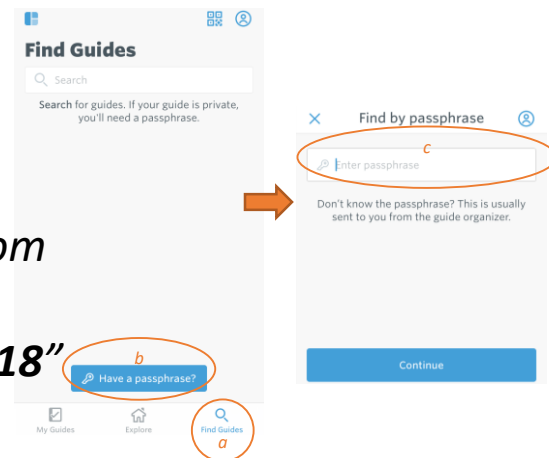 Find Guides
Search
Search for guides. If your guide is private,
you'll need a passphrase.
om
18”
b
Have a passphrase?
My Guides
Explore
Find Guides
a
Find by passphrase
c
Enter passphrase
Don't know the passphrase? This is usually
sent to you from the guide organizer.
Continue